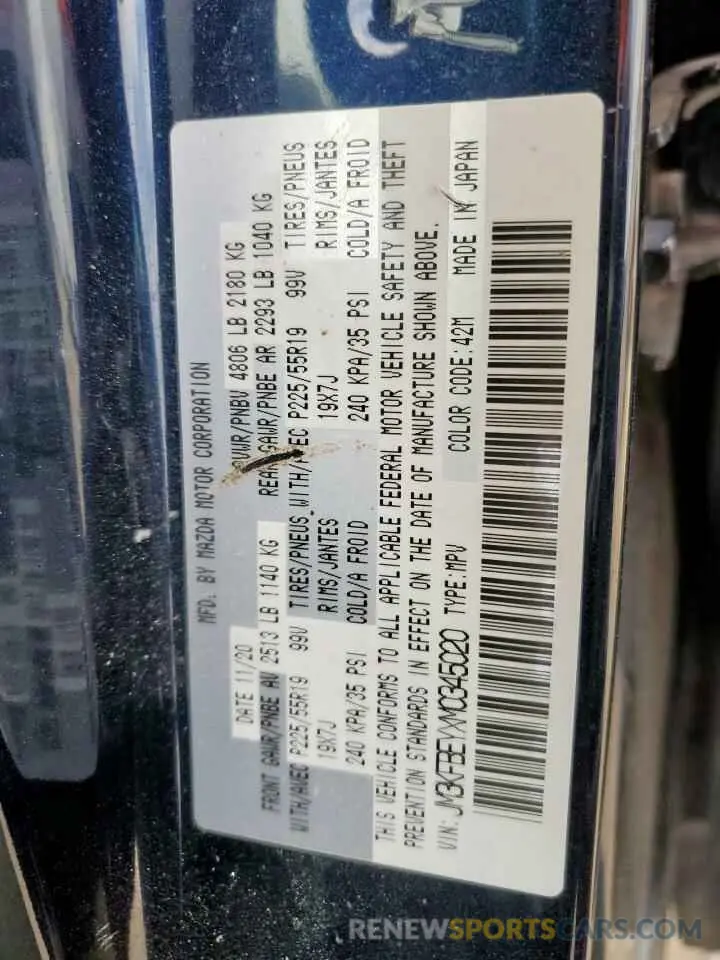 MFD. BY MAZDA MOTOR CORPORATION
DATE 11/20 GVWR/PNBV 4806 LB 2180 KG
FRONT GAWR/PNBE AV 2513 LB 1140 KG REAR GAWR/PNBE AR 2293 LB 1040 KG
WITH/AVEC P225/55R19 99V TIRES/PNEUS WITH/AVEC P225/55R19 99V TIRES/PNEUS
19X7J RIMS/JANTES 19X7J RIMS/JANTES
240 KPA/35 PSI COLD/A FROID 240 KPA/35 PSI COLD/A FROID
THIS VEHICLE CONFORMS TO ALL APPLICABLE FEDERAL MOTOR VEHICLE SAFETY AND THEFT
PREVENTION STANDARDS IN EFFECT ON THE DATE OF MANUFACTURE SHOWN ABOVE.
VIN: JM3KFBEYXM0345020 TYPE:MPV COLOR CODE:42M MADE IN JAPAN
RENEWSPORTSCARS.COM